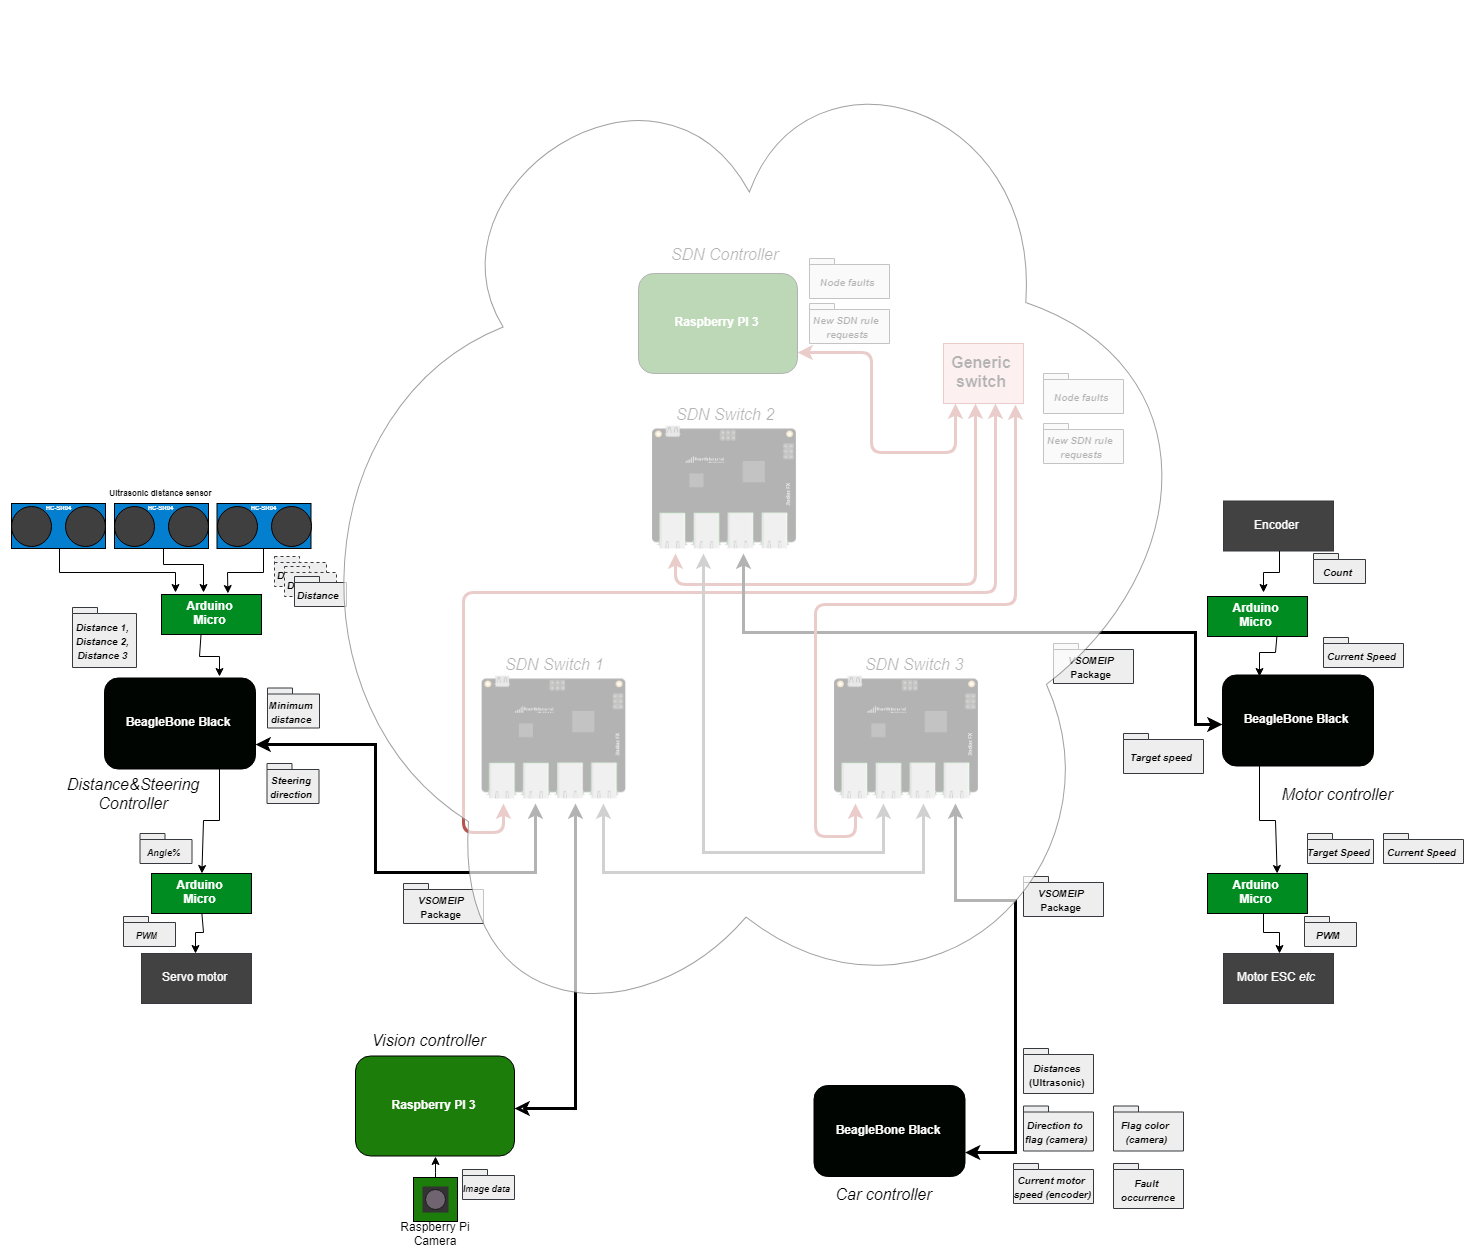 SDN Controller
Node faults
Raspberry PI 3
New SDN rule
requests
Generic
switch
Node faults
SDN Switch 2
New SDN rule
requests
Ultrasonic distance sensor
HC-SR04
HC-SR04
HC-SR04
Encoder
Count
D
D
Distance
Arduino
Micro
Distance 1,
Distance 2,
Distance 3
Arduino
Micro
Current Speed
SDN Switch 1
SDN Switch 3
VSOMEIP
Package
BeagleBone Black
Minimum
distance
BeagleBone Black
Target speed
Steering
direction
Distance&Steering
Controller
Motor controller
Angle%
Target Speed
Current Speed
Arduino
Micro
Arduino
Micro
VSOMEIP
Package
VSOMEIP
Package
PWM
PWM
Servo motor
Motor ESC etc
Vision controller
Raspberry PI 3
Image data
Raspberry Pi
Camera
Distances
(Ultrasonic)
Direction to
flag (camera)
Flag color
(camera)
BeagleBone Black
Current motor
speed (encoder)
Fault
occurrence
Car controller